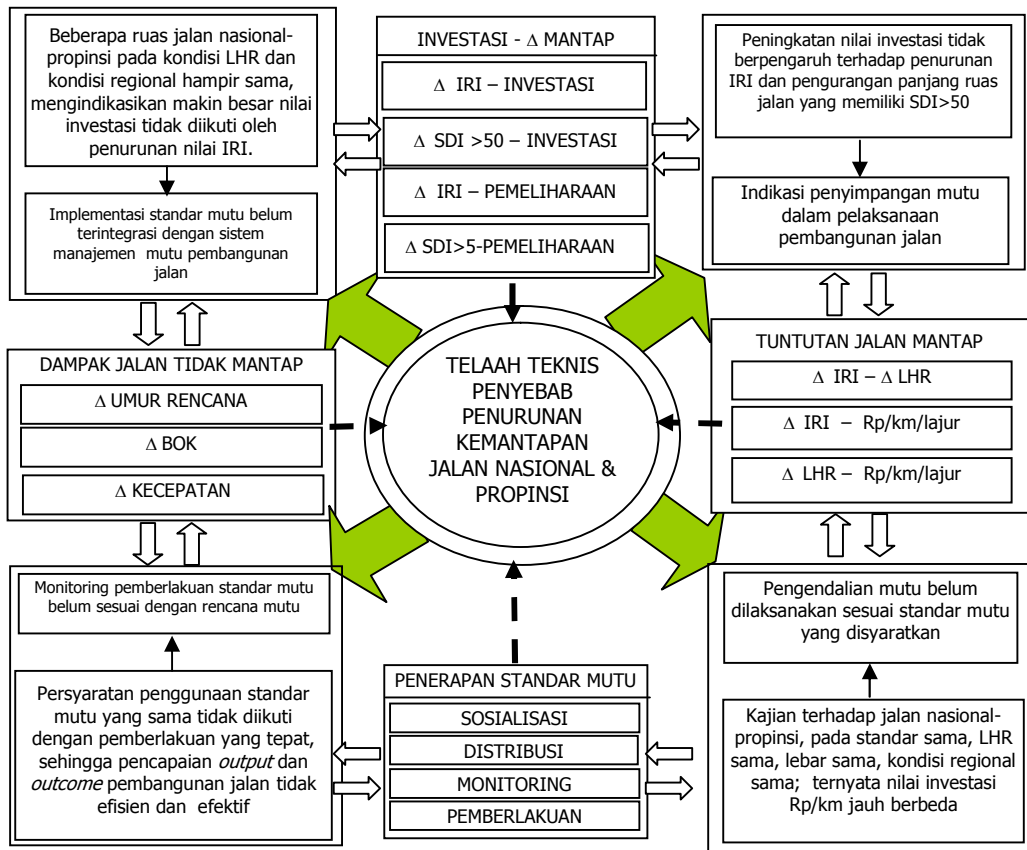 Beberapa ruas jalan nasional-
propinsi pada kondisi LHR dan
kondisi regional hampir sama,
mengindikasikan makin besar nilai
investasi tidak diikuti oleh
penurunan nilai IRI.
Implementasi standar mutu belum
terintegrasi dengan sistem
manajemen mutu pembangunan
jalan
INVESTASI - Δ MANTAP
Δ IRI – INVESTASI
Δ SDI >50 – INVESTASI
Δ IRI – PEMELIHARAAN
Δ SDI>5-PEMELIHARAAN
Peningkatan nilai investasi tidak
berpengaruh terhadap penurunan
IRI dan pengurangan panjang ruas
jalan yang memiliki SDI>50
Indikasi penyimpangan mutu
dalam pelaksanaan
pembangunan jalan
DAMPAK JALAN TIDAK MANTAP
Δ UMUR RENCANA
Δ BOK
Δ KECEPATAN
TELAAH TEKNIS
PENYEBAB
PENURUNAN
KEMANTAPAN
JALAN NASIONAL &
PROPINSI
TUNTUTAN JALAN MANTAP
Δ IRI – Δ LHR
Δ IRI – Rp/km/lajur
Δ LHR – Rp/km/lajur
Monitoring pemberlakuan standar mutu
belum sesuai dengan rencana mutu
Persyaratan penggunaan standar
mutu yang sama tidak diikuti
dengan pemberlakuan yang tepat,
sehingga pencapaian output dan
outcome pembangunan jalan tidak
efisien dan efektif
PENERAPAN STANDAR MUTU
SOSIALISASI
DISTRIBUSI
MONITORING
PEMBERLAKUAN
Pengendalian mutu belum
dilaksanakan sesuai standar mutu
yang disyaratkan
Kajian terhadap jalan nasional-
propinsi, pada standar sama, LHR
sama, lebar sama, kondisi regional
sama; ternyata nilai investasi
Rp/km jauh berbeda